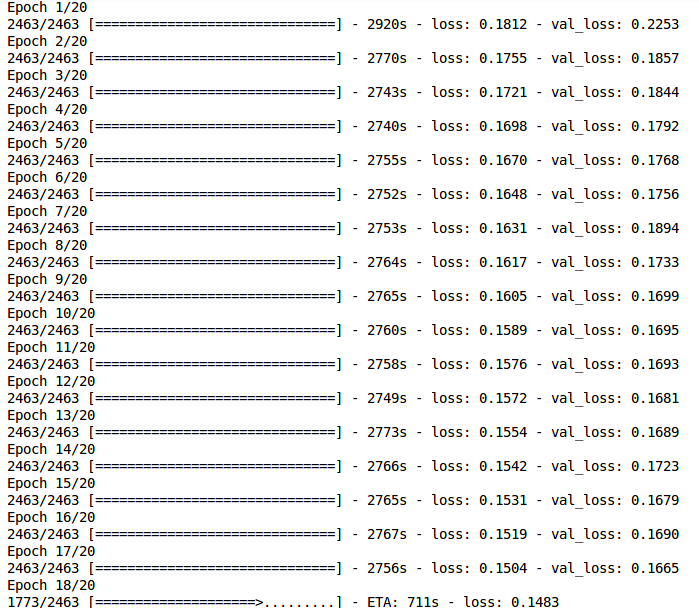 Epoch 1/20
2463/2463 [==============================] - 2920s - loss: 0.1812 - val_loss: 0.2253
Epoch 2/20
2463/2463 [==============================] - 2770s - loss: 0.1755 - val_loss: 0.1857
Epoch 3/20
2463/2463 [==============================] - 2743s - loss: 0.1721 - val_loss: 0.1844
Epoch 4/20
2463/2463 [==============================] - 2740s - loss: 0.1698 - val_loss: 0.1792
Epoch 5/20
2463/2463 [==============================] - 2755s - loss: 0.1670 - val_loss: 0.1768
Epoch 6/20
2463/2463 [==============================] - 2752s - loss: 0.1648 - val_loss: 0.1756
Epoch 7/20
2463/2463 [==============================] - 2753s - loss: 0.1631 - val_loss: 0.1894
Epoch 8/20
2463/2463 [==============================] - 2764s - loss: 0.1617 - val_loss: 0.1733
Epoch 9/20
2463/2463 [==============================] - 2765s - loss: 0.1605 - val_loss: 0.1699
Epoch 10/20
2463/2463 [==============================] - 2760s - loss: 0.1589 - val_loss: 0.1695
Epoch 11/20
2463/2463 [==============================] - 2758s - loss: 0.1576 - val_loss: 0.1693
Epoch 12/20
2463/2463 [==============================] - 2749s - loss: 0.1572 - val_loss: 0.1681
Epoch 13/20
2463/2463 [==============================] - 2773s - loss: 0.1554 - val_loss: 0.1689
Epoch 14/20
2463/2463 [==============================] - 2766s - loss: 0.1542 - val_loss: 0.1723
Epoch 15/20
2463/2463 [==============================] - 2765s - loss: 0.1531 - val_loss: 0.1679
Epoch 16/20
2463/2463 [==============================] - 2767s - loss: 0.1519 - val_loss: 0.1690
Epoch 17/20
2463/2463 [==============================] - 2756s - loss: 0.1504 - val_loss: 0.1665
Epoch 18/20
1773/2463 [====================>.........] - ETA: 711s - loss: 0.1483